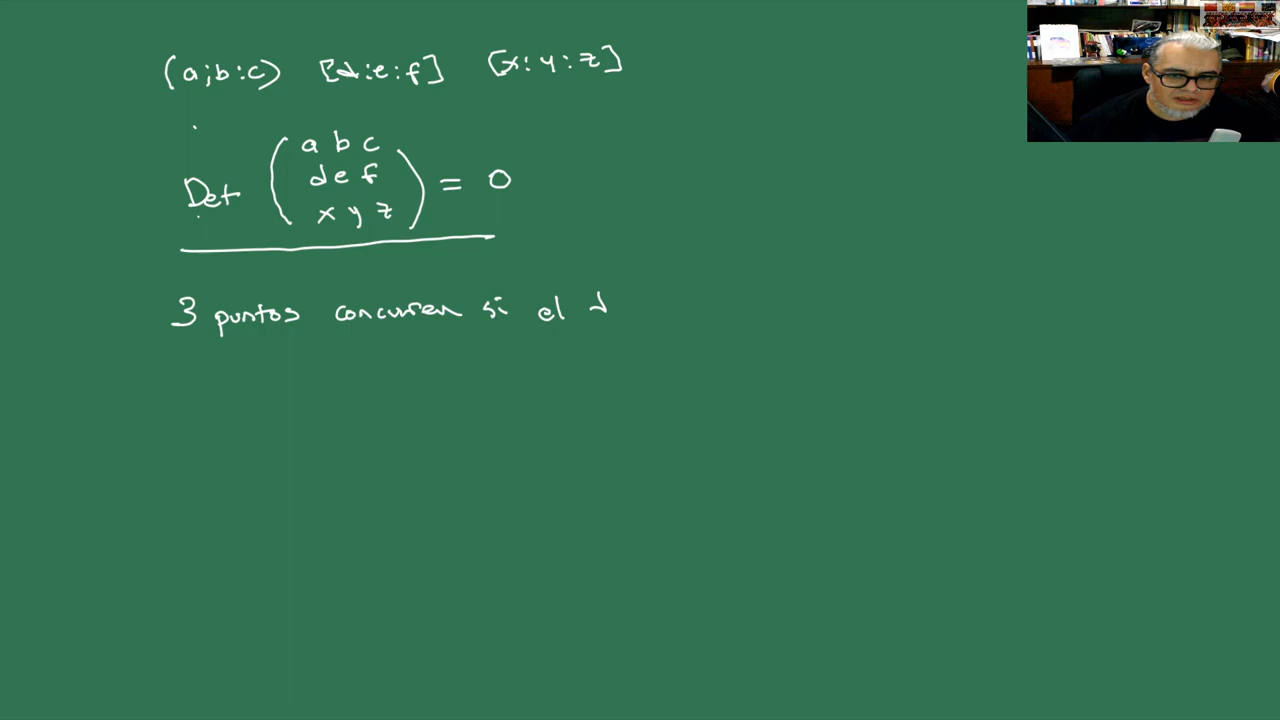 (a:b:c) [d:e:f] [x:y:z]
a b c
d e f
Det ( ) = 0
x y z
3 puntos concurren si el d